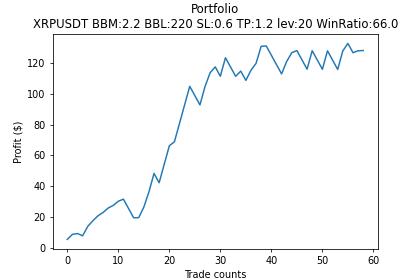 Portfolio
XRPUSDT BBM:2.2 BBL:220 SL:0.6 TP:1.2 lev:20 WinRatio:66.0
120
100
80
60
40
20
0
Profit ($)
0 10 20 30 40 50 60
Trade counts